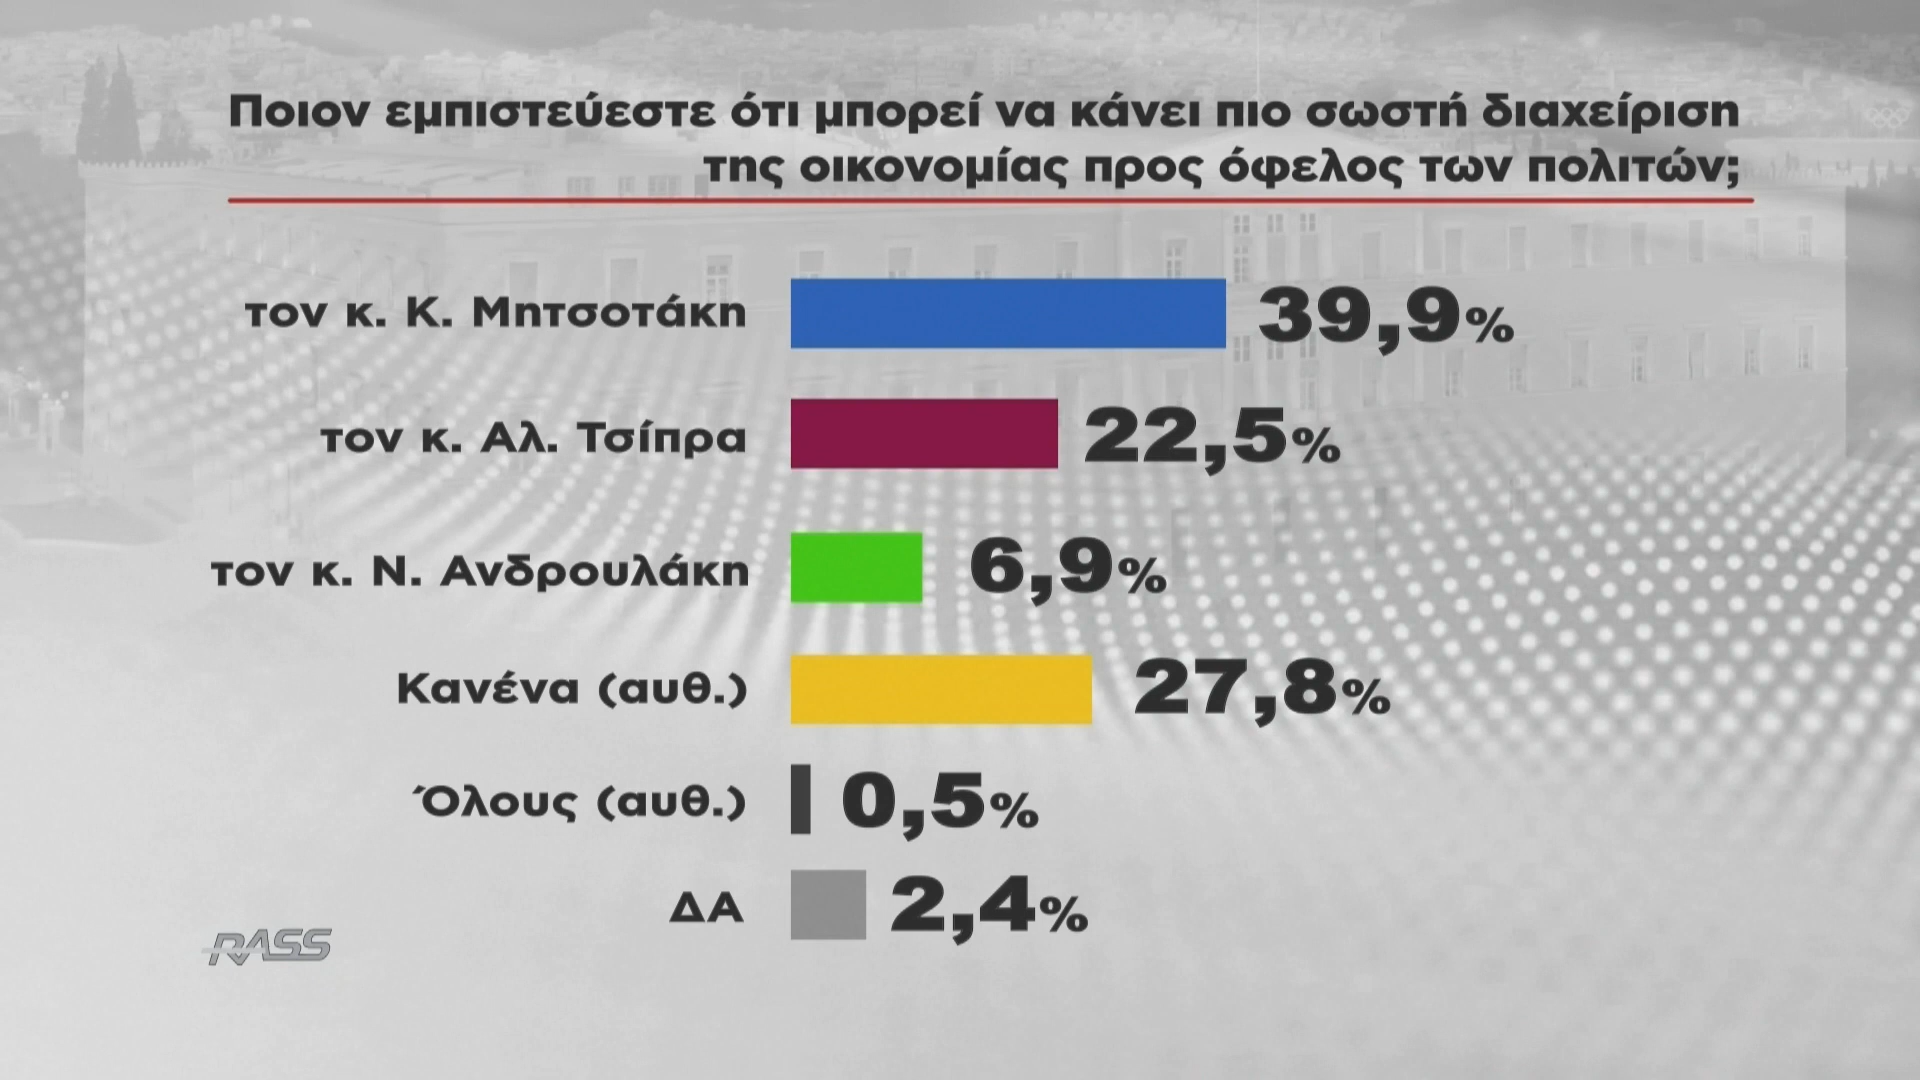 Ποιον εμπιστεύεστε ότι μπορεί να κάνει πιο σωστή διαχείριση
της οικονομίας προς όφελος των πολιτών;
τον κ. Κ. Μητσοτάκη 39,9%
τον κ. Αλ. Τσίπρα 22,5%
τον κ. Ν. Ανδρουλάκη 6,9%
Κανένα (αυθ.) 27,8%
Όλους (αυθ.) 0,5%
ΔΑ 2,4%
RASS